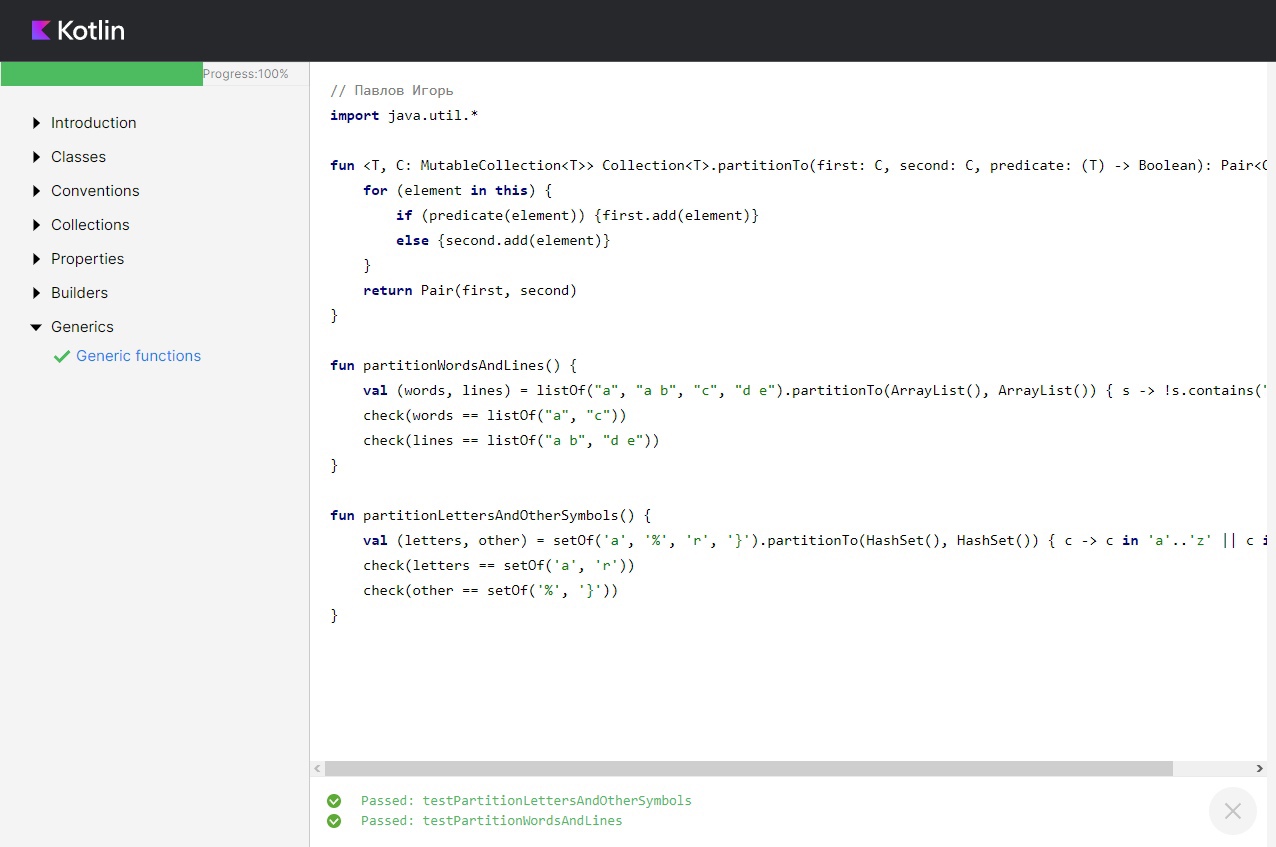 Kotlin
Progress:100%
Introduction
Classes
Conventions
Collections
Properties
Builders
Generics
Generic functions
// Павлов Игорь
import java.util.*
fun <T, C: MutableCollection<T>> Collection<T>.partitionTo(first: C, second: C, predicate: (T) -> Boolean): Pair<C
for (element in this) {
if (predicate(element)) {first.add(element)}
else {second.add(element)}
}
return Pair(first, second)
}
fun partitionWordsAndLines() {
val (words, lines) = listOf("a", "a b", "c", "d e").partitionTo(ArrayList(), ArrayList()) { s -> !s.contains("
check(words == listOf("a", "c"))
check(lines == listOf("a b", "d e"))
}
fun partitionLettersAndOtherSymbols() {
val (letters, other) = setOf('a', '%', 'r', '}').partitionTo(HashSet(), HashSet()) { c -> c in 'a'..'z' || c i
check(letters == setOf('a', 'r'))
check(other == setOf('%', '}'))
}
Passed: testPartitionLettersAndOtherSymbols
Passed: testPartitionWordsAndLines